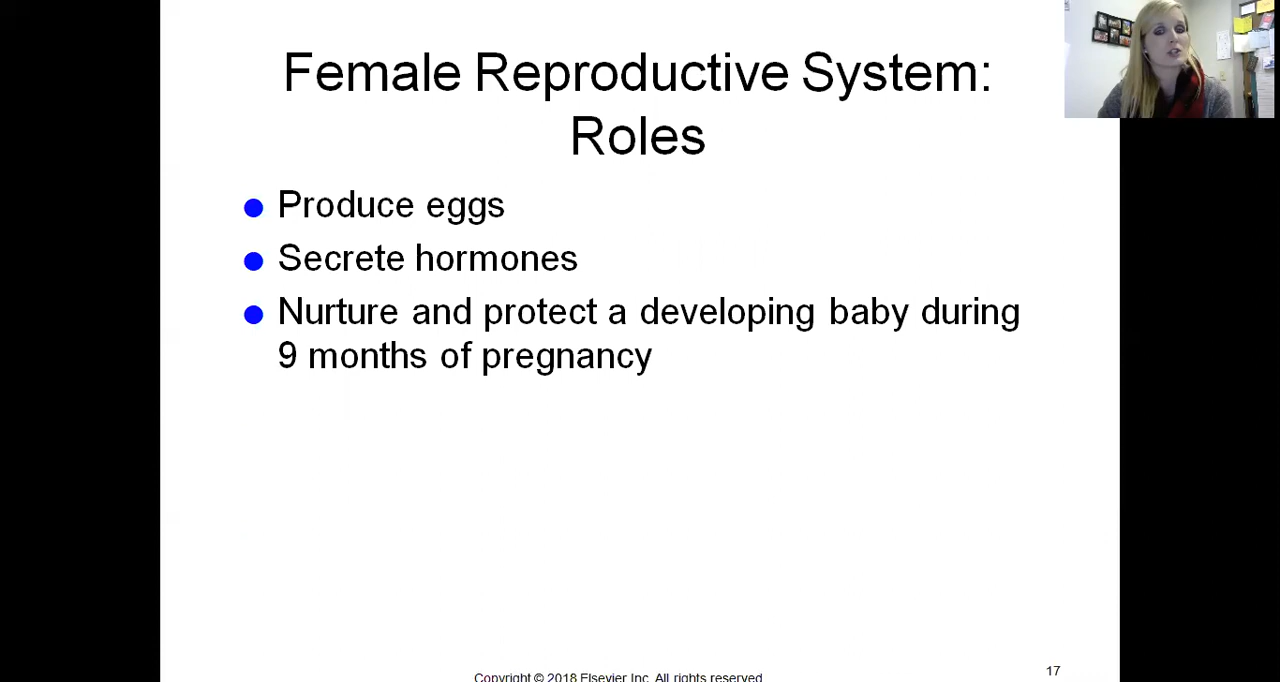 Female Reproductive System:
Roles
Produce eggs
Secrete hormones
Nurture and protect a developing baby during
9 months of pregnancy
Copyright © 2018 Elsevier Inc. All rights reserved
17